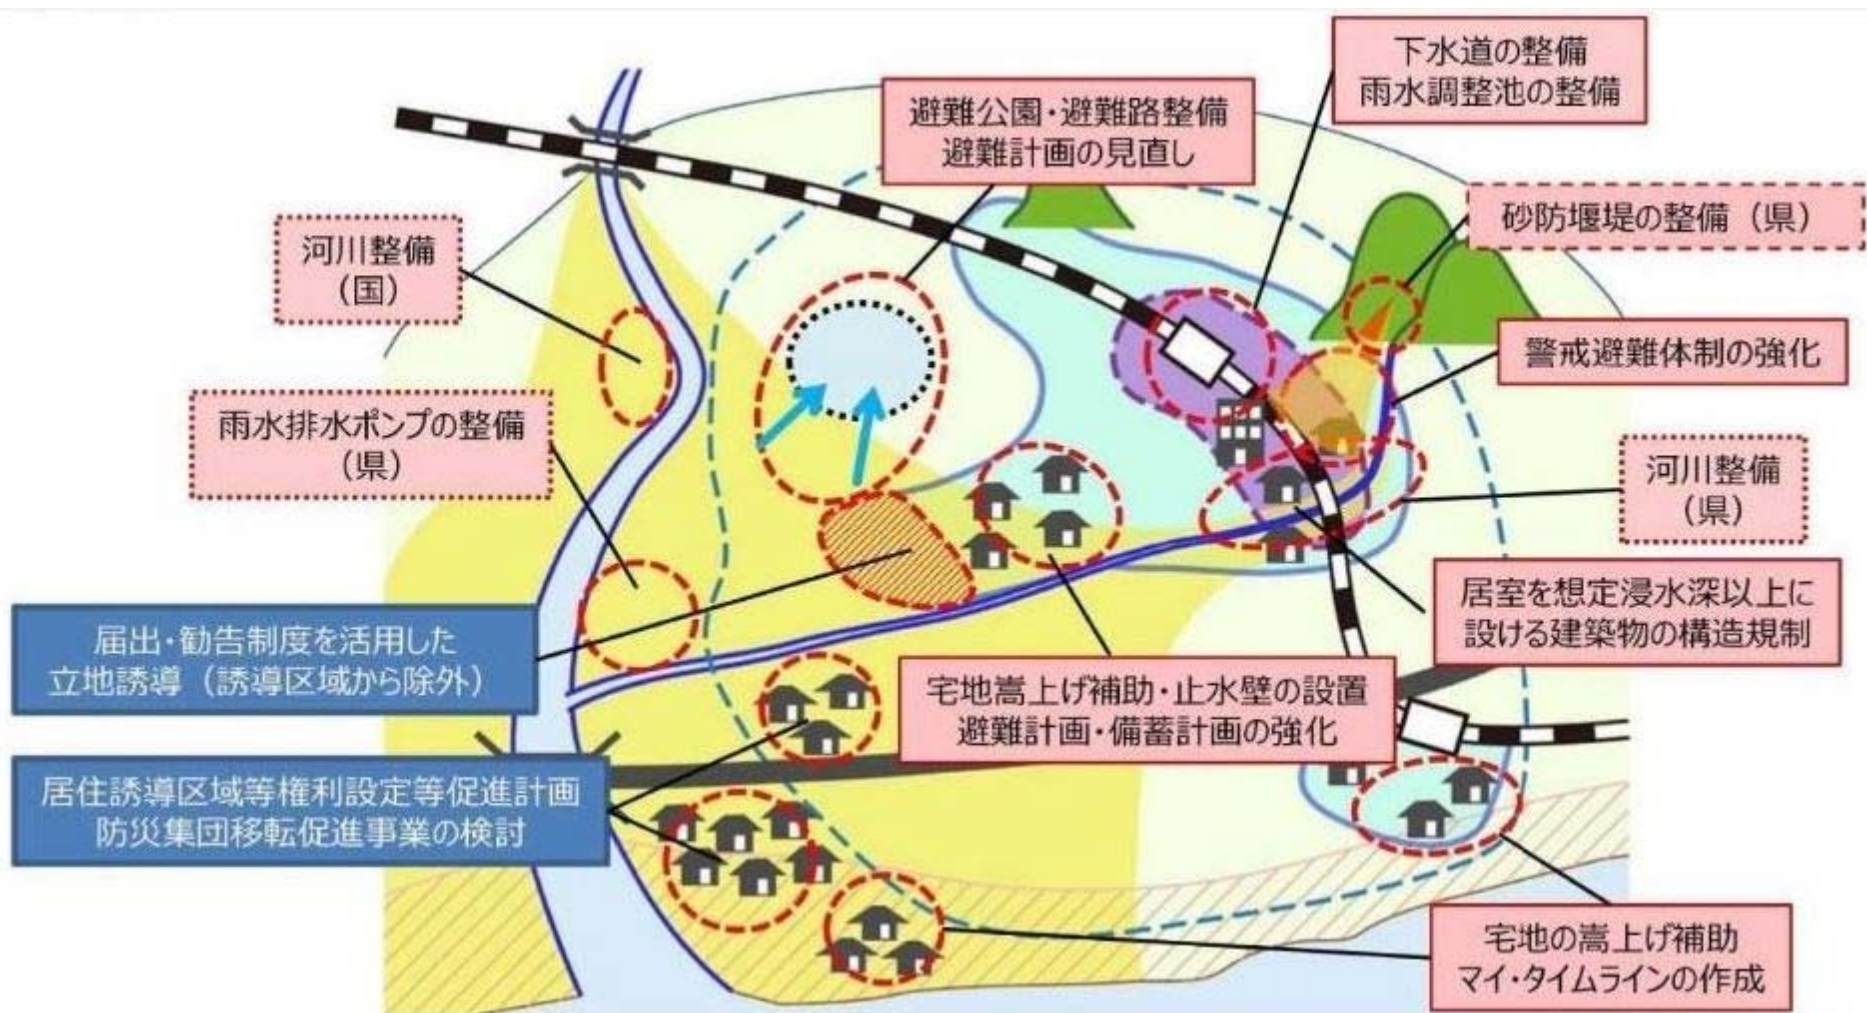 下水道の整備
雨水調整池の整備
避難公園・避難路整備
避難計画の見直し
砂防堰堤の整備（県）
河川整備
（国）
警戒避難体制の強化
雨水排水ポンプの整備
（県）
河川整備
（県）
居室を想定浸水深以上に
設ける建築物の構造規制
届出・勧告制度を活用した
立地誘導（誘導区域から除外）
宅地嵩上げ補助・止水壁の設置
避難計画・備蓄計画の強化
居住誘導区域等権利設定等促進計画
防災集団移転促進事業の検討
宅地の嵩上げ補助
マイ・タイムラインの作成